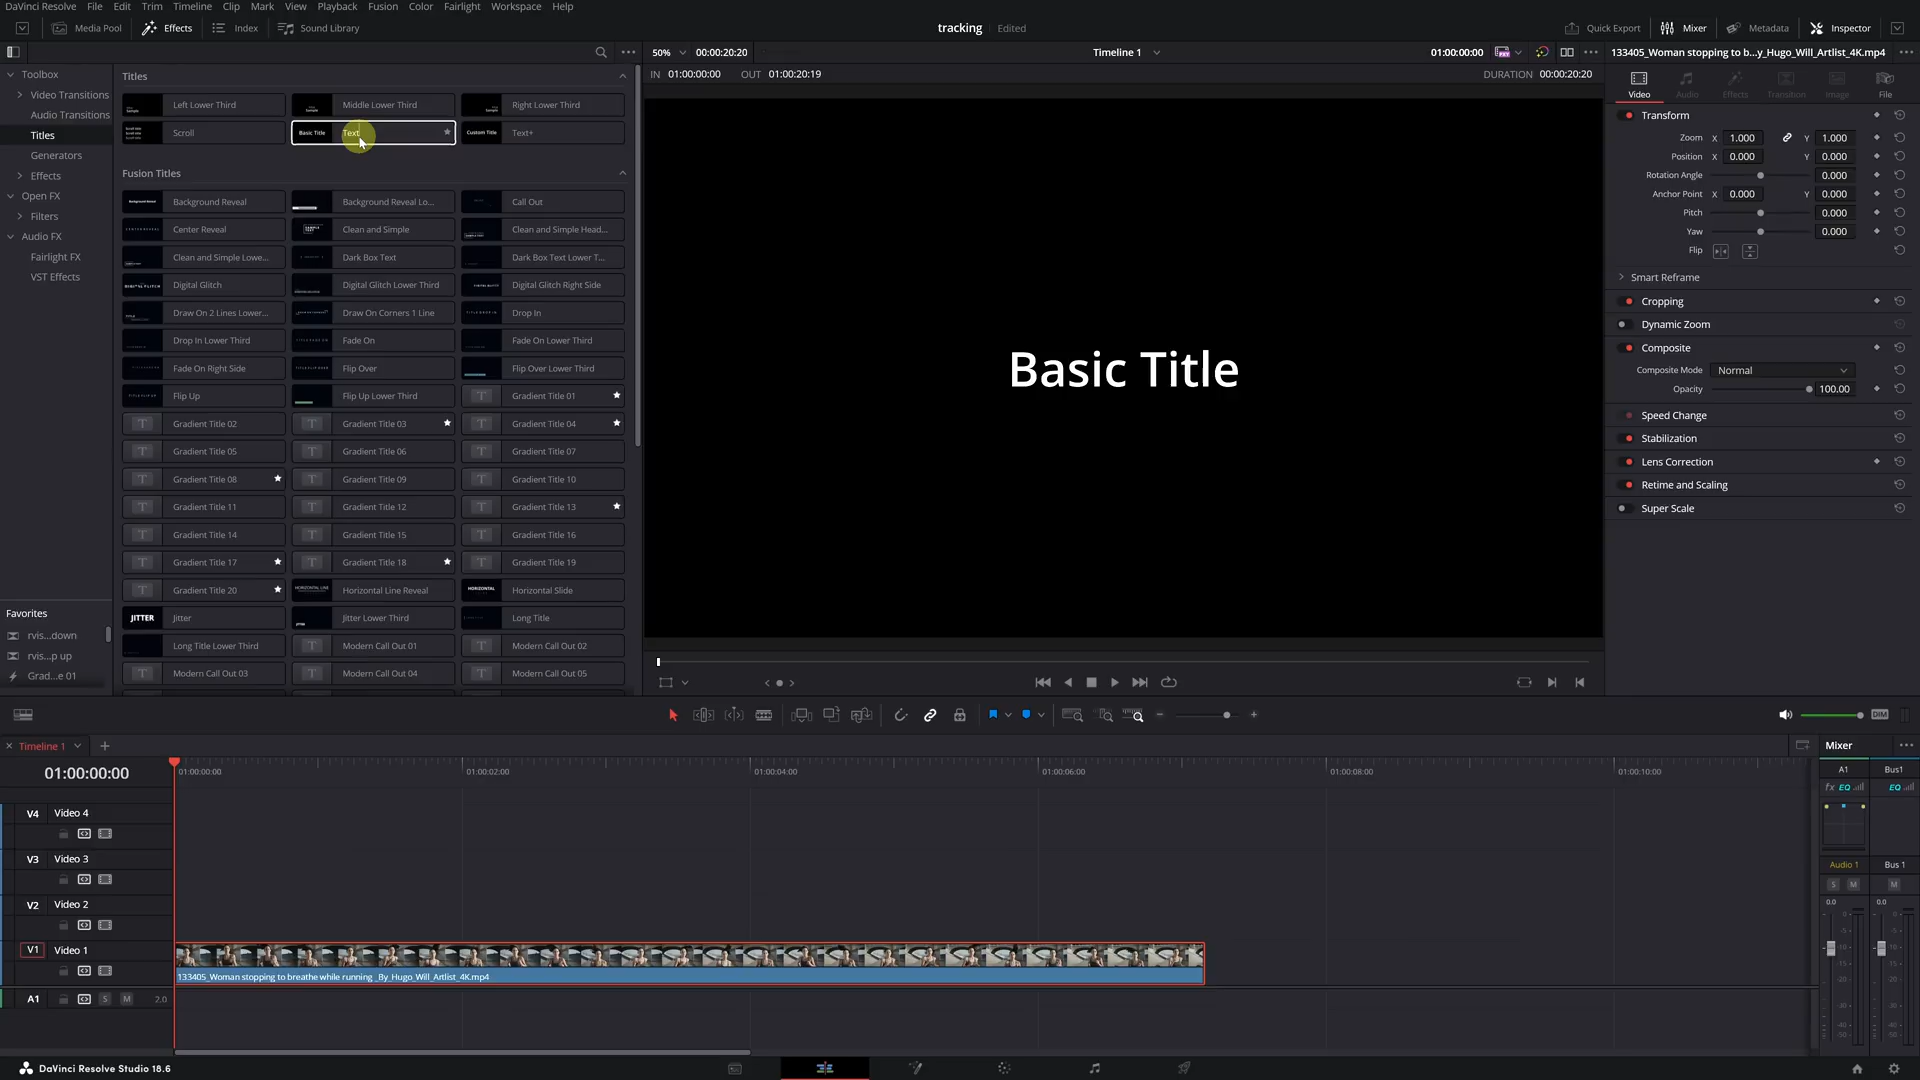 DaVinci Resolve File Edit Trim Timeline Clip Mark View Playback Fusion Color Fairlight Workspace Help
Media Pool Effects Index Sound Library tracking Edited Quick Export Mixer Metadata Inspector
50% 00:00:20:20 Timeline 1 01:00:00:00 133405_Woman stopping to b...y_Hugo_Will_Artlist_4K.mp4
IN 01:00:00:00 OUT 01:00:20:19 DURATION 00:00:20:20
Toolbox
Video Transitions
Audio Transitions
Titles
Generators
Effects
Open FX
Filters
Audio FX
Fairlight FX
VST Effects
Favorites
rvis...down
rvis...p up
Grad...e 01
Titles
Left Lower Third Middle Lower Third Right Lower Third
Scroll Basic Title Text Custom Title Text+
Fusion Titles
Background Reveal Background Reveal Lo... Call Out
Center Reveal Clean and Simple Clean and Simple Head...
Clean and Simple Lowe... Dark Box Text Dark Box Text Lower T...
Digital Glitch Digital Glitch Lower Third Digital Glitch Right Side
Draw On 2 Lines Lower... Draw On Corners 1 Line Drop In
Drop In Lower Third Fade On Fade On Lower Third
Fade On Right Side Flip Over Flip Over Lower Third
Flip Up Flip Up Lower Third Gradient Title 01
Gradient Title 02 Gradient Title 03 Gradient Title 04
Gradient Title 05 Gradient Title 06 Gradient Title 07
Gradient Title 08 Gradient Title 09 Gradient Title 10
Gradient Title 11 Gradient Title 12 Gradient Title 13
Gradient Title 14 Gradient Title 15 Gradient Title 16
Gradient Title 17 Gradient Title 18 Gradient Title 19
Gradient Title 20 Horizontal Line Reveal HORIZONTAL Horizontal Slide
JITTER Jitter Jitter Lower Third Long Title
Long Title Lower Third Modern Call Out 01 Modern Call Out 02
Modern Call Out 03 Modern Call Out 04 Modern Call Out 05
Basic Title
Video Audio Effects Transition Image File
Transform
Zoom X 1.000 Y 1.000
Position X 0.000 Y 0.000
Rotation Angle 0.000
Anchor Point X 0.000 Y 0.000
Pitch 0.000
Yaw 0.000
Flip
Smart Reframe
Cropping
Dynamic Zoom
Composite
Composite Mode Normal
Opacity 100.00
Speed Change
Stabilization
Lens Correction
Retime and Scaling
Super Scale
DIM
Timeline 1
01:00:00:00
01:00:00:00 01:00:02:00 01:00:04:00 01:00:06:00 01:00:08:00 01:00:10:00
V4 Video 4
V3 Video 3
V2 Video 2
V1 Video 1
133405_Woman stopping to breathe while running _By_Hugo_Will_Artlist_4K.mp4
A1 S M 2.0
Mixer
A1 Bus1
fx EQ EQ
Audio 1 Bus 1
S M M
0.0 0.0
DaVinci Resolve Studio 18.6